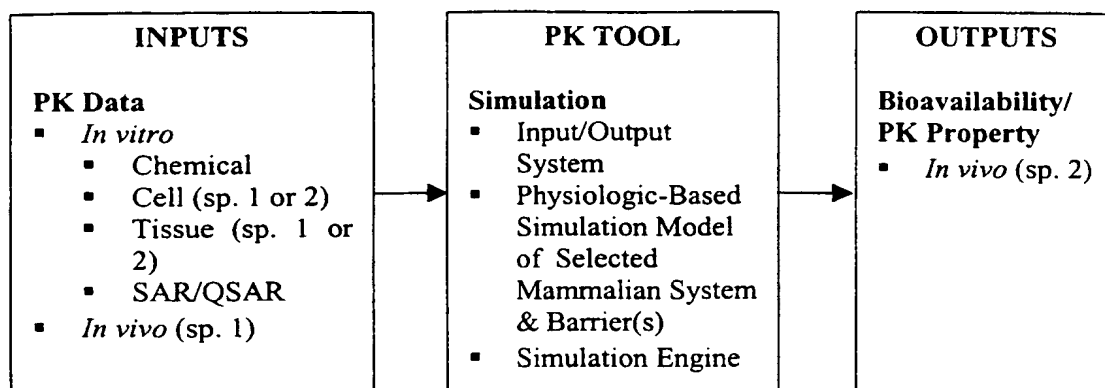 INPUTS
PK Data
▪ In vitro
▪ Chemical
▪ Cell (sp. 1 or 2)
▪ Tissue (sp. 1 or
2)
▪ SAR/QSAR
▪ In vivo (sp. 1)
PK TOOL
Simulation
▪ Input/Output
System
▪ Physiologic-Based
Simulation Model
of Selected
Mammalian System
& Barrier(s)
▪ Simulation Engine
OUTPUTS
Bioavailability/
PK Property
▪ In vivo (sp. 2)